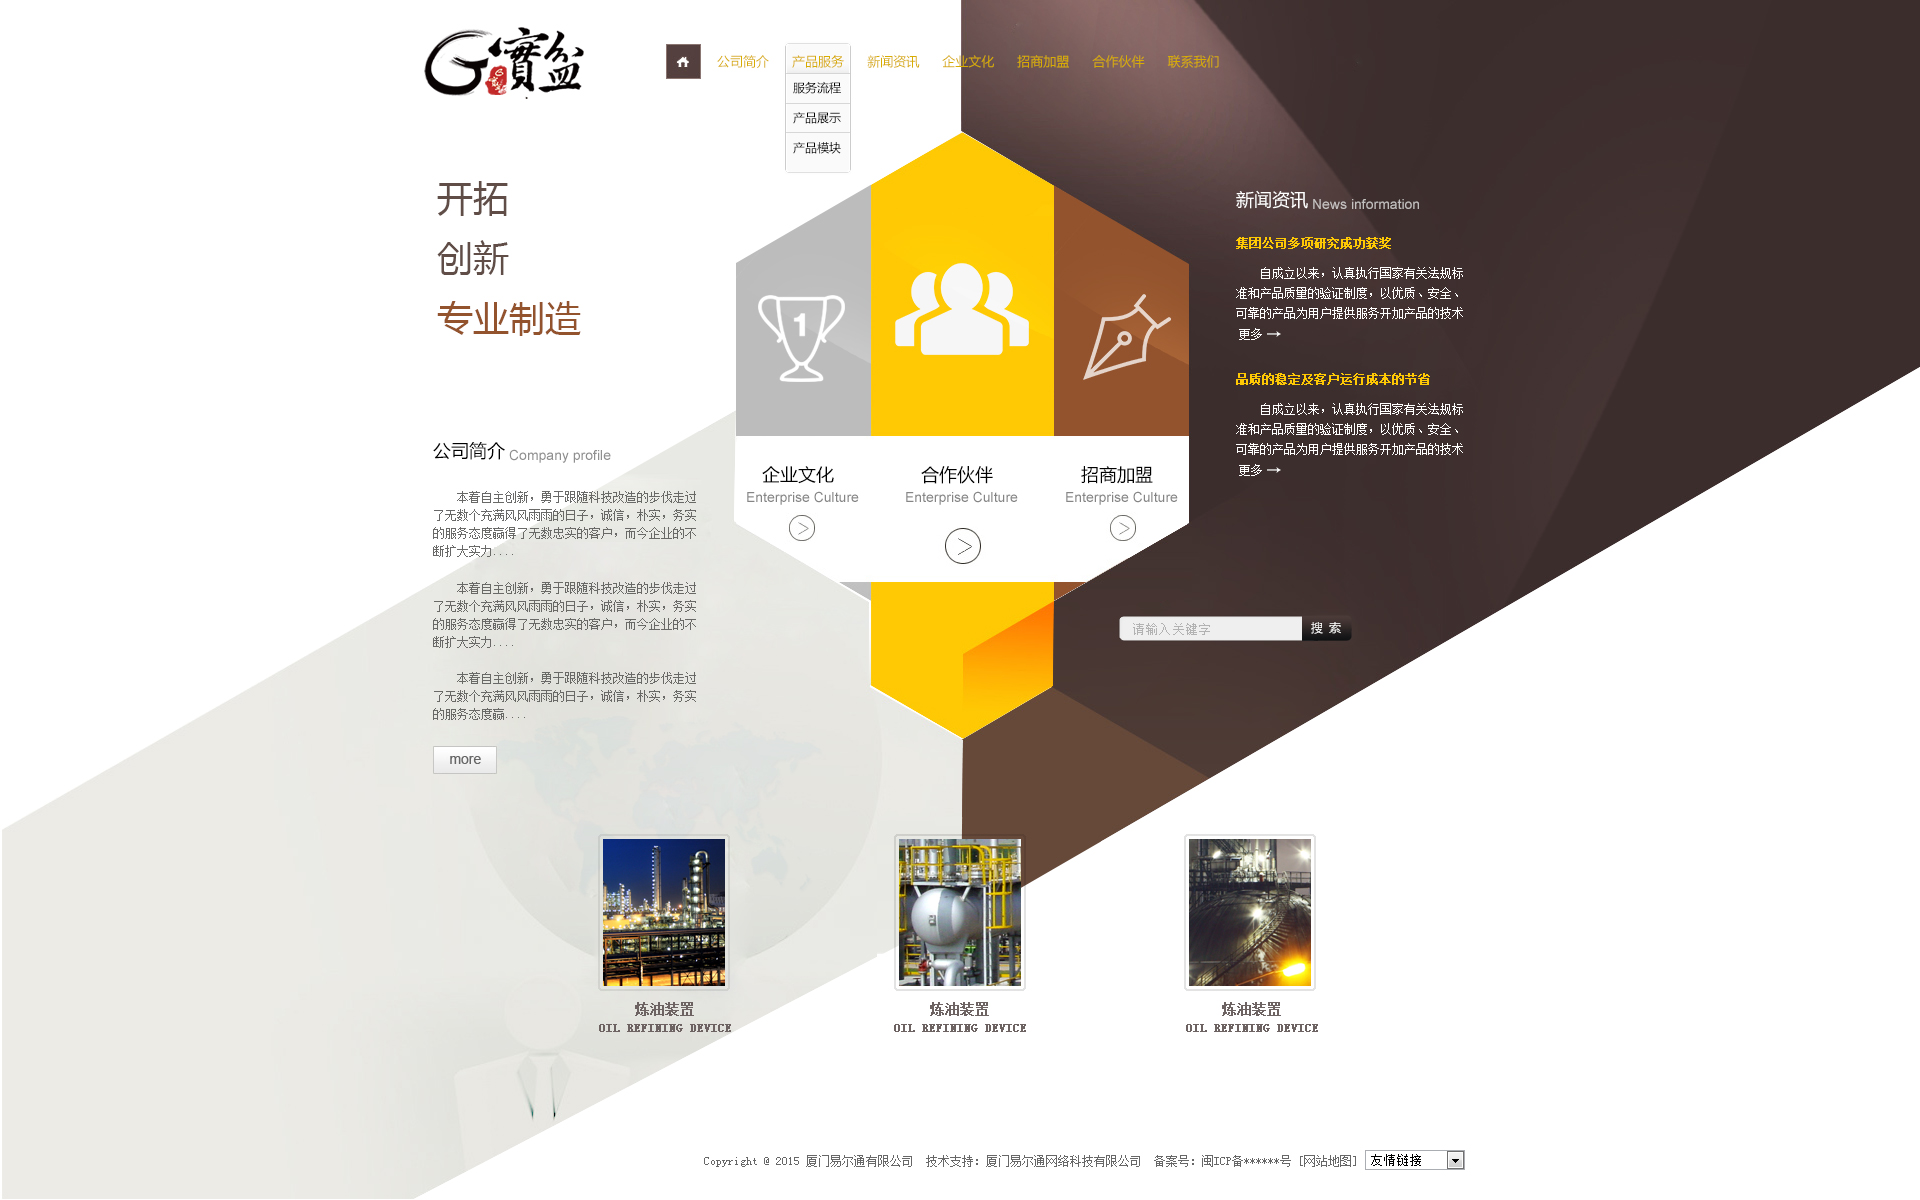 實盆
公司简介
产品服务
新闻资讯
企业文化
招商加盟
合作伙伴
联系我们
服务流程
产品展示
产品模块
开拓
创新
专业制造
新闻资讯 News information
集团公司多项研究成功获奖
自成立以来，认真执行国家有关法规标
准和产品质量的验证制度，以优质、安全、
可靠的产品为用户提供服务开加产品的技术
更多 →
品质的稳定及客户运行成本的节省
自成立以来，认真执行国家有关法规标
准和产品质量的验证制度，以优质、安全、
可靠的产品为用户提供服务开加产品的技术
更多 →
1
企业文化
Enterprise Culture
合作伙伴
Enterprise Culture
招商加盟
Enterprise Culture
公司简介 Company profile
本着自主创新，勇于跟随科技改造的步伐走过
了无数个充满风风雨雨的日子，诚信，朴实，务实
的服务态度赢得了无数忠实的客户，而今企业的不
断扩大实力....
本着自主创新，勇于跟随科技改造的步伐走过
了无数个充满风风雨雨的日子，诚信，朴实，务实
的服务态度赢得了无数忠实的客户，而今企业的不
断扩大实力....
本着自主创新，勇于跟随科技改造的步伐走过
了无数个充满风风雨雨的日子，诚信，朴实，务实
的服务态度赢....
more
请输入关键字
搜 索
炼油装置
OIL REFINING DEVICE
炼油装置
OIL REFINING DEVICE
炼油装置
OIL REFINING DEVICE
Copyright @ 2015 厦门易尔通有限公司 技术支持：厦门易尔通网络科技有限公司 备案号：闽ICP备******号 [网站地图] 友情链接